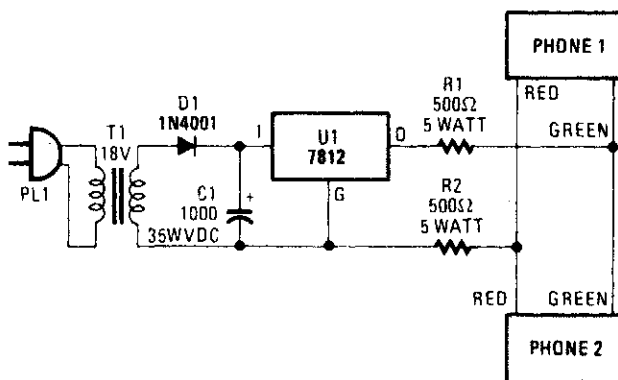 PHONE 1
RED
GREEN
T1
18V
D1
1N4001
I
U1
7812
O
R1
500Ω
5 WATT
PL1
C1
1000
35WVDC
+
G
R2
500Ω
5 WATT
RED
GREEN
PHONE 2